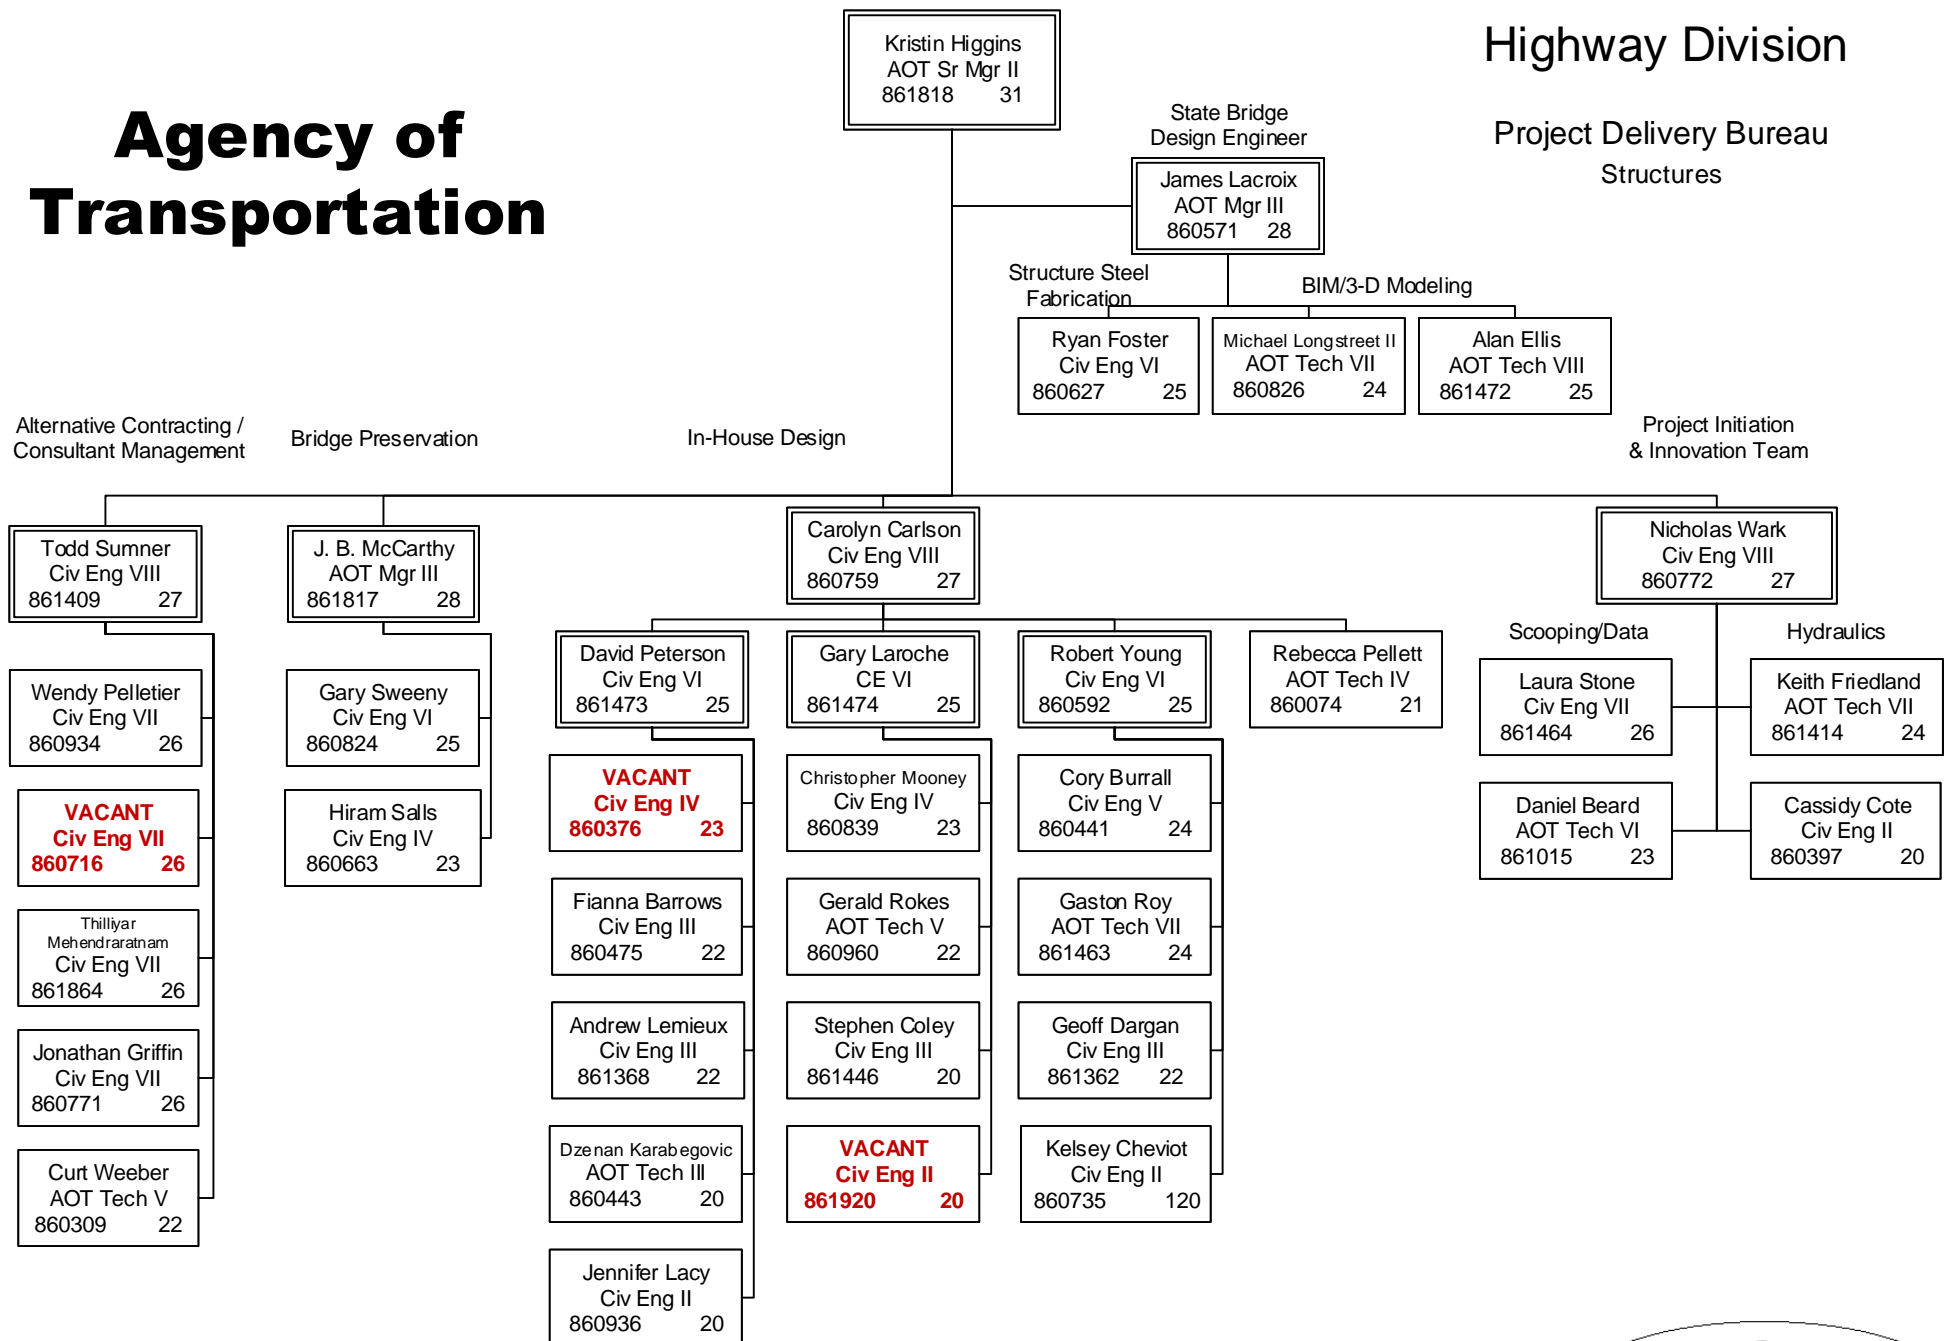 Agency of
Transportation
Kristin Higgins
AOT Sr Mgr II
861818 31
Highway Division
Project Delivery Bureau
Structures
State Bridge
Design Engineer
James Lacroix
AOT Mgr III
860571 28
Structure Steel
Fabrication
BIM/3-D Modeling
Ryan Foster
Civ Eng VI
860627 25
Michael Longstreet II
AOT Tech VII
860826 24
Alan Ellis
AOT Tech VIII
861472 25
Alternative Contracting /
Consultant Management
Bridge Preservation
In-House Design
Project Initiation
& Innovation Team
Todd Sumner
Civ Eng VIII
861409 27
J. B. McCarthy
AOT Mgr III
861817 28
Carolyn Carlson
Civ Eng VIII
860759 27
Nicholas Wark
Civ Eng VIII
860772 27
Wendy Pelletier
Civ Eng VII
860934 26
VACANT
Civ Eng VII
860716 26
Thilliyar
Mehendraratnam
Civ Eng VII
861864 26
Jonathan Griffin
Civ Eng VII
860771 26
Curt Weeber
AOT Tech V
860309 22
Gary Sweeny
Civ Eng VI
860824 25
Hiram Salls
Civ Eng IV
860663 23
David Peterson
Civ Eng VI
861473 25
Gary Laroche
CE VI
861474 25
Robert Young
Civ Eng VI
860592 25
Rebecca Pellett
AOT Tech IV
860074 21
VACANT
Civ Eng IV
860376 23
Fianna Barrows
Civ Eng III
860475 22
Andrew Lemieux
Civ Eng III
861368 22
Dzenan Karabegovic
AOT Tech III
860443 20
Jennifer Lacy
Civ Eng II
860936 20
Christopher Mooney
Civ Eng IV
860839 23
Gerald Rokes
AOT Tech V
860960 22
Stephen Coley
Civ Eng III
861446 20
VACANT
Civ Eng II
861920 20
Cory Burrall
Civ Eng V
860441 24
Gaston Roy
AOT Tech VII
861463 24
Geoff Dargan
Civ Eng III
861362 22
Kelsey Cheviot
Civ Eng II
860735 120
Scooping/Data
Hydraulics
Laura Stone
Civ Eng VII
861464 26
Keith Friedland
AOT Tech VII
861414 24
Daniel Beard
AOT Tech VI
861015 23
Cassidy Cote
Civ Eng II
860397 20